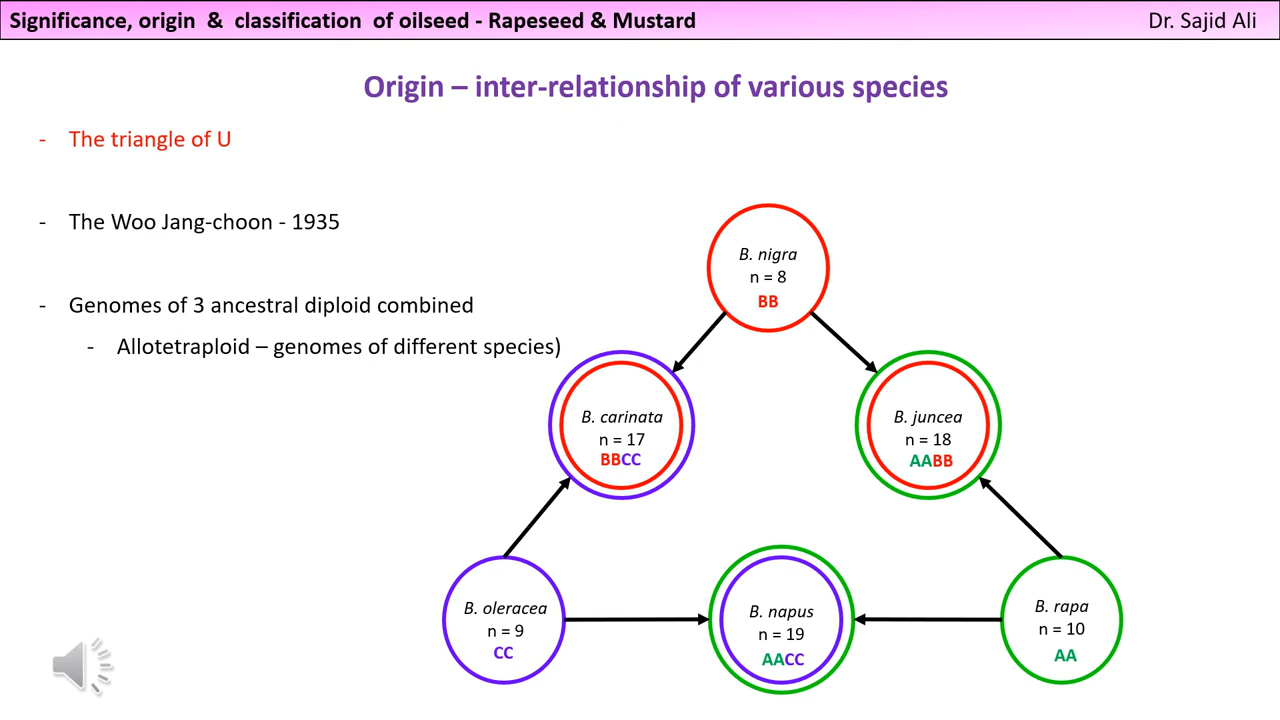 Significance, origin & classification of oilseed - Rapeseed & Mustard
Dr. Sajid Ali
Origin – inter-relationship of various species
- The triangle of U
- The Woo Jang-choon - 1935
- Genomes of 3 ancestral diploid combined
- Allotetraploid – genomes of different species)
B. nigra
n = 8
BB
B. carinata
n = 17
BBCC
B. juncea
n = 18
AABB
B. oleracea
n = 9
CC
B. napus
n = 19
AACC
B. rapa
n = 10
AA